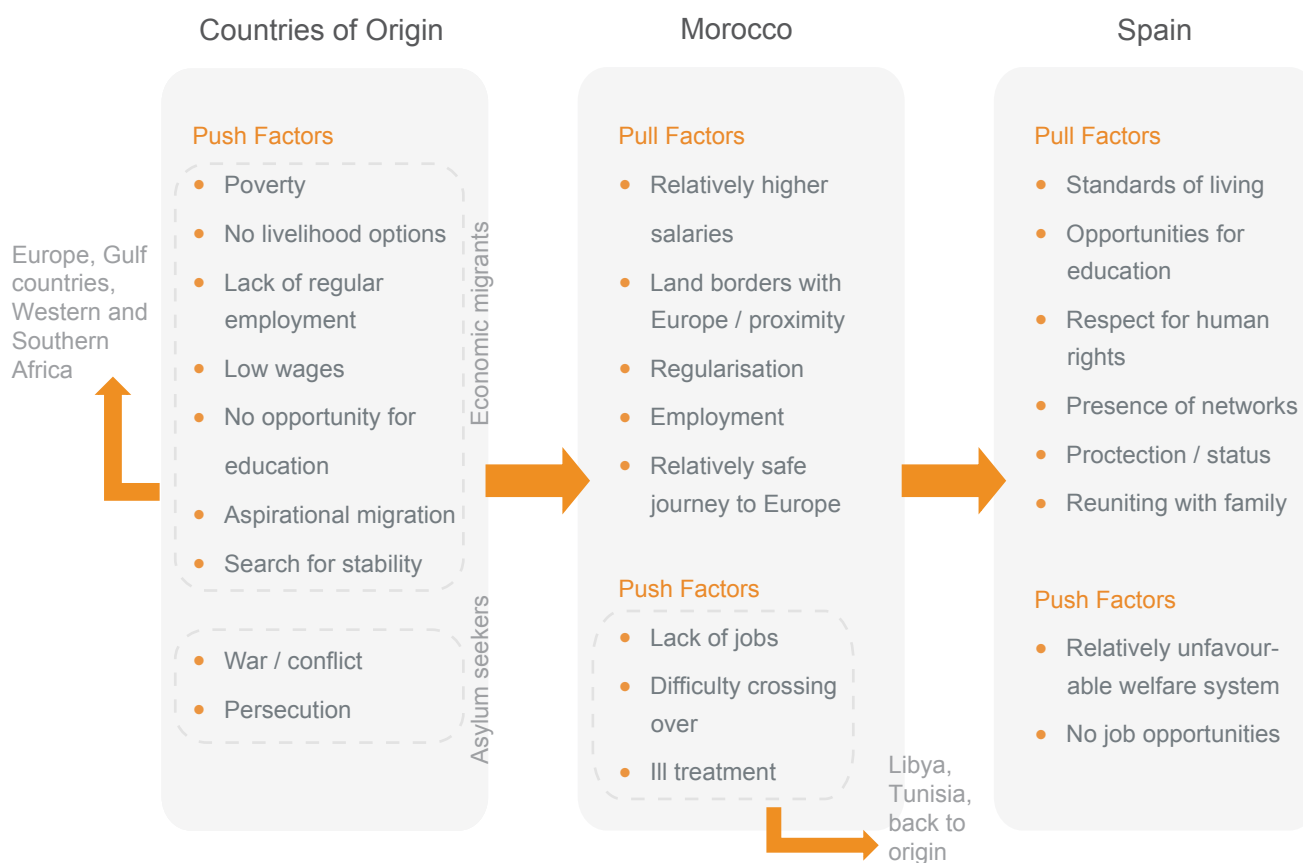 Countries of Origin
Morocco
Spain
Europe, Gulf
countries,
Western and
Southern
Africa
Push Factors
Poverty
No livelihood options
Lack of regular
employment
Low wages
No opportunity for
education
Aspirational migration
Search for stability
Economic migrants
War / conflict
Persecution
Asylum seekers
Pull Factors
Relatively higher
salaries
Land borders with
Europe / proximity
Regularisation
Employment
Relatively safe
journey to Europe
Push Factors
Lack of jobs
Difficulty crossing
over
Ill treatment
Libya,
Tunisia,
back to
origin
Pull Factors
Standards of living
Opportunities for
education
Respect for human
rights
Presence of networks
Proctection / status
Reuniting with family
Push Factors
Relatively unfavour-
able welfare system
No job opportunities